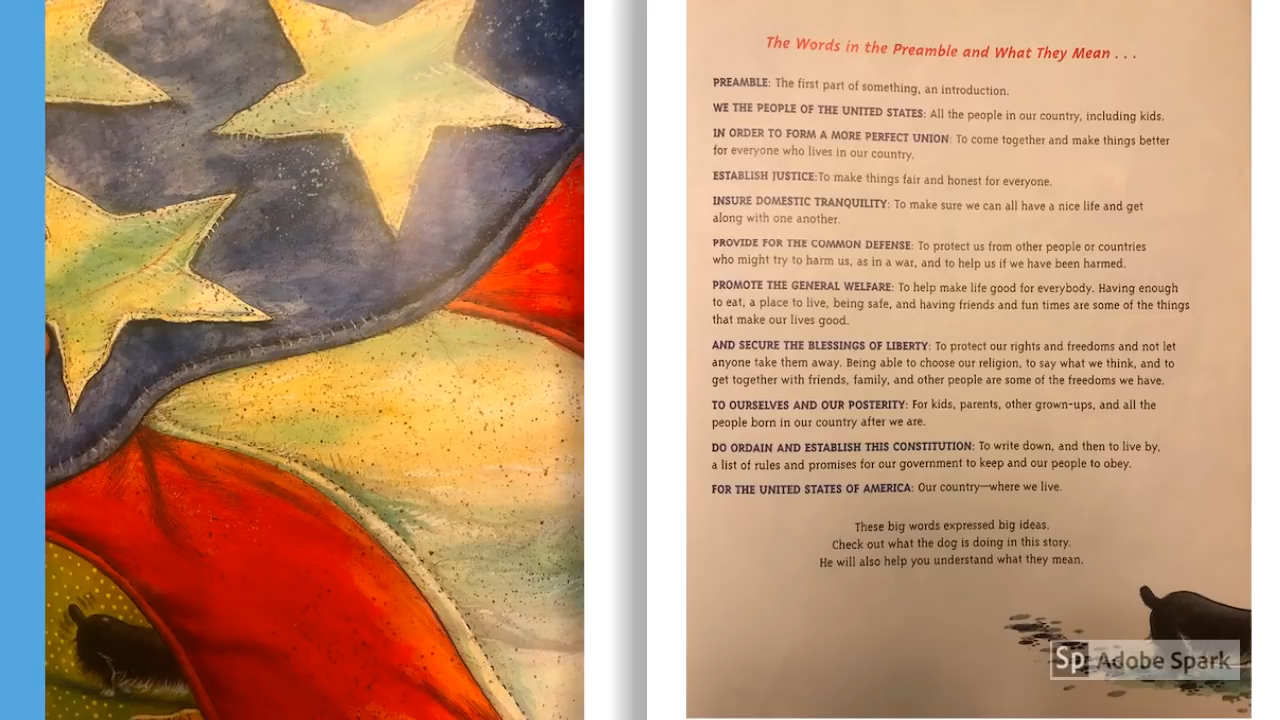 The Words in the Preamble and What They Mean . . .
PREAMBLE: The first part of something, an introduction.
WE THE PEOPLE OF THE UNITED STATES: All the people in our country, including kids.
IN ORDER TO FORM A MORE PERFECT UNION: To come together and make things better
for everyone who lives in our country.
ESTABLISH JUSTICE:To make things fair and honest for everyone.
INSURE DOMESTIC TRANQUILITY: To make sure we can all have a nice life and get
along with one another.
PROVIDE FOR THE COMMON DEFENSE: To protect us from other people or countries
who might try to harm us, as in a war, and to help us if we have been harmed.
PROMOTE THE GENERAL WELFARE: To help make life good for everybody. Having enough
to eat, a place to live, being safe, and having friends and fun times are some of the things
that make our lives good.
AND SECURE THE BLESSINGS OF LIBERTY: To protect our rights and freedoms and not let
anyone take them away. Being able to choose our religion, to say what we think, and to
get together with friends, family, and other people are some of the freedoms we have.
TO OURSELVES AND OUR POSTERITY: For kids, parents, other grown-ups, and all the
people born in our country after we are.
DO ORDAIN AND ESTABLISH THIS CONSTITUTION: To write down, and then to live by,
a list of rules and promises for our government to keep and our people to obey.
FOR THE UNITED STATES OF AMERICA: Our country—where we live.
These big words expressed big ideas.
Check out what the dog is doing in this story.
He will also help you understand what they mean.
Sp Adobe Spark